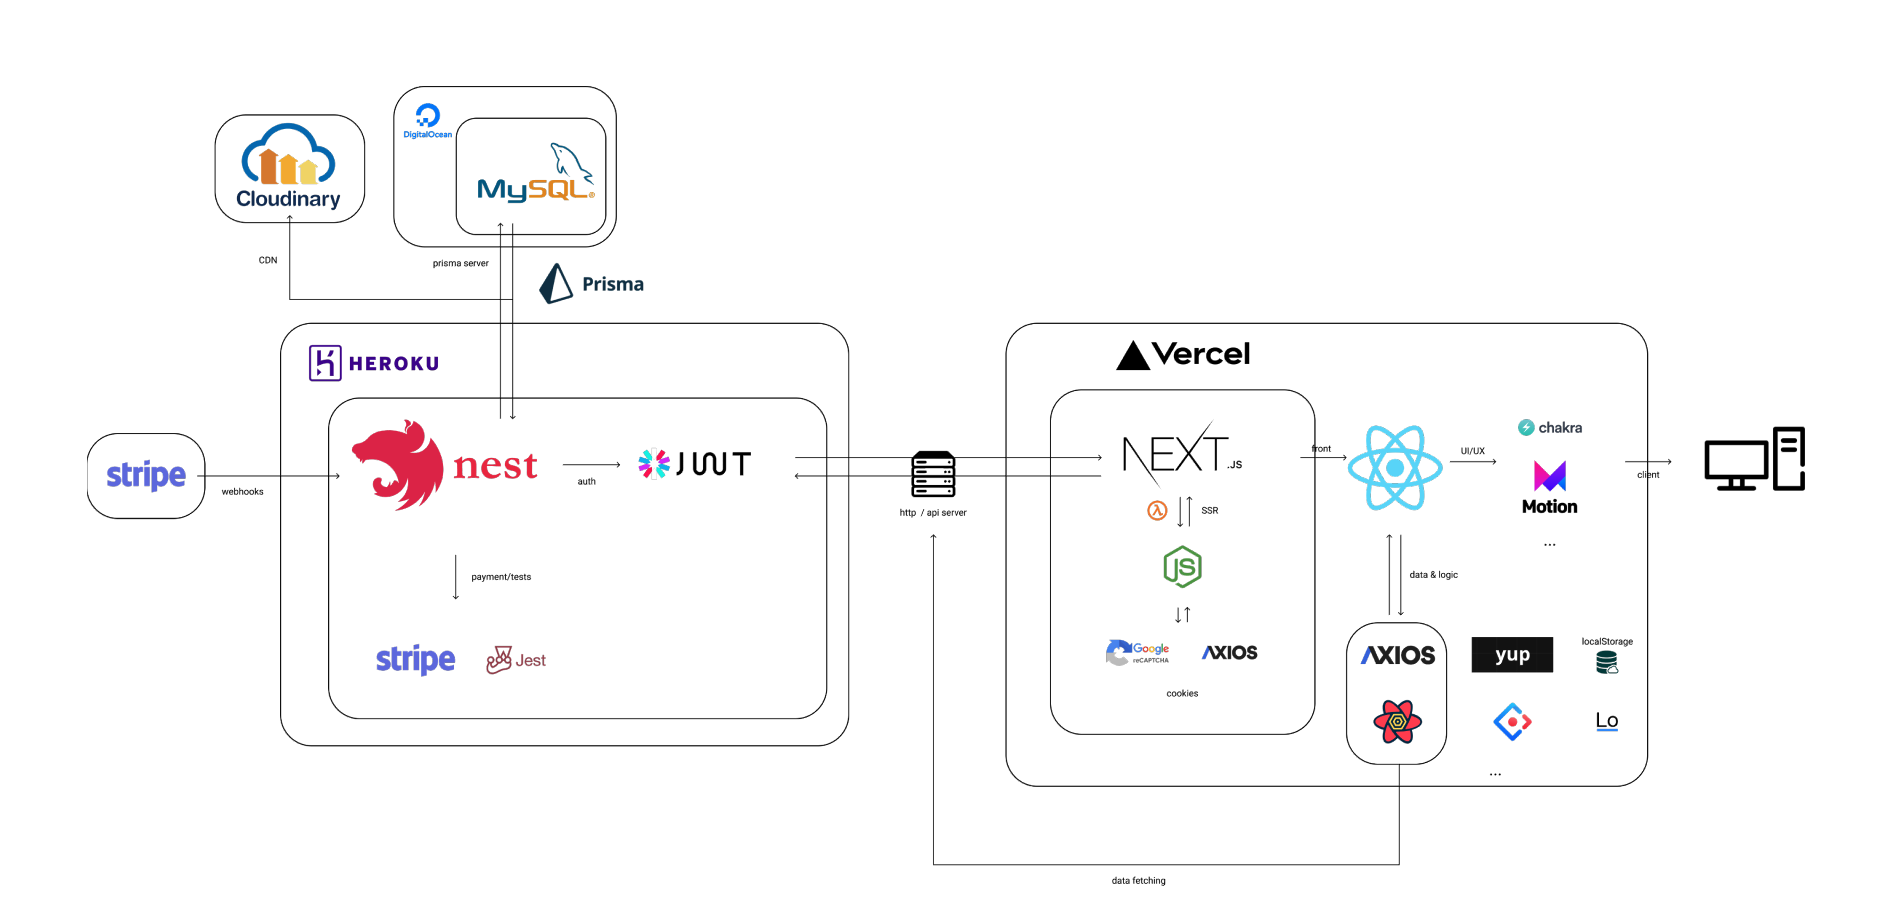 DigitalOcean
MySQL®
Cloudinary
CDN
prisma server
Prisma
HEROKU
Vercel
stripe
webhooks
nest
auth
JWT
http / api server
NEXT.JS
front
UI/UX
chakra
Motion
...
client
SSR
JS
payment/tests
stripe
Jest
data & logic
Google
reCAPTCHA
AXIOS
cookies
AXIOS
yup
localStorage
Lo
...
data fetching